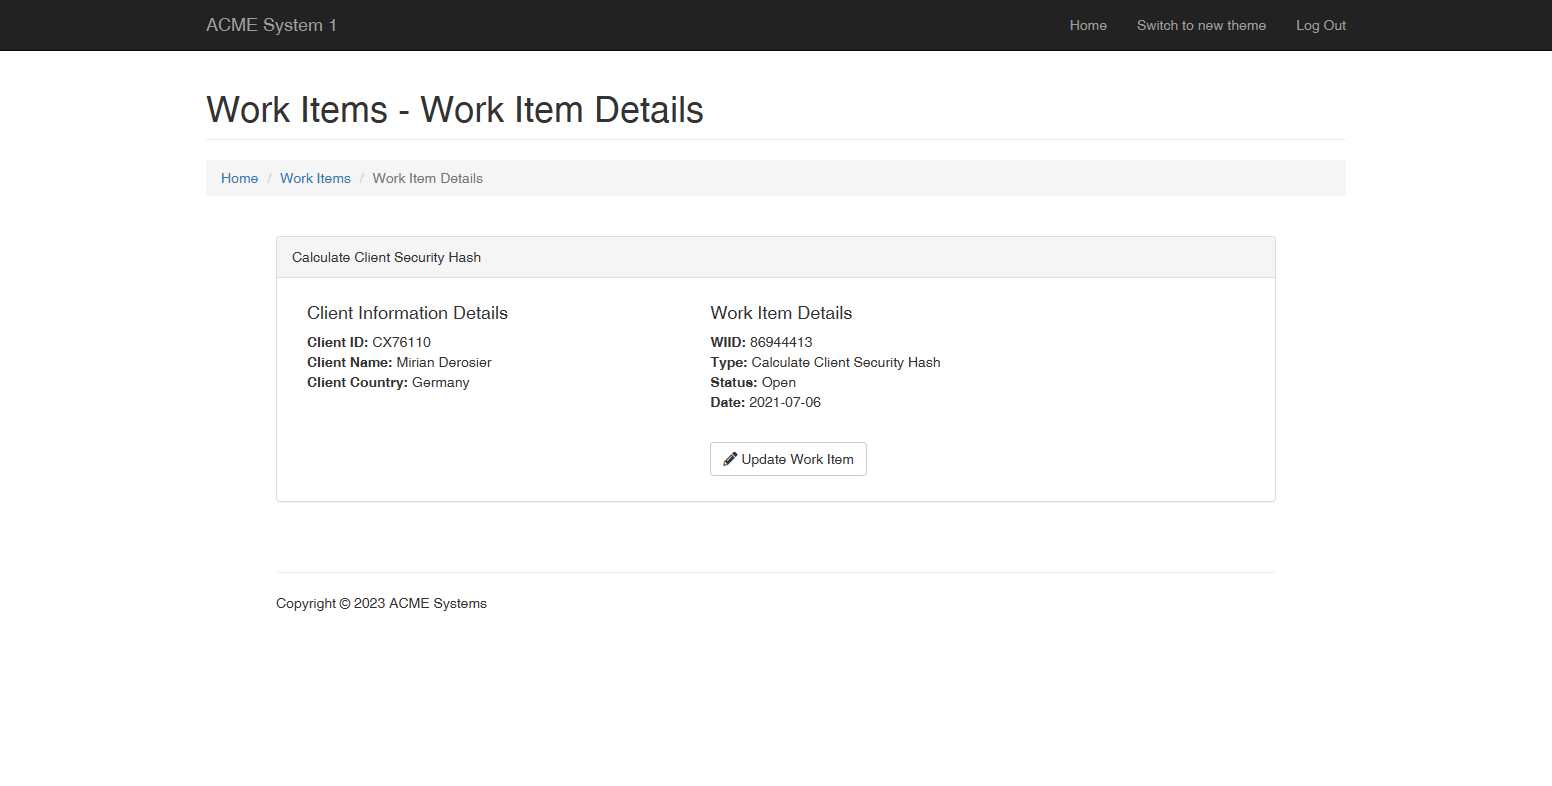 ACME System 1
Home
Switch to new theme
Log Out
Work Items - Work Item Details
Home / Work Items / Work Item Details
Calculate Client Security Hash
Client Information Details
Client ID: CX76110
Client Name: Mirian Derosier
Client Country: Germany
Work Item Details
WIID: 86944413
Type: Calculate Client Security Hash
Status: Open
Date: 2021-07-06
Update Work Item
Copyright © 2023 ACME Systems